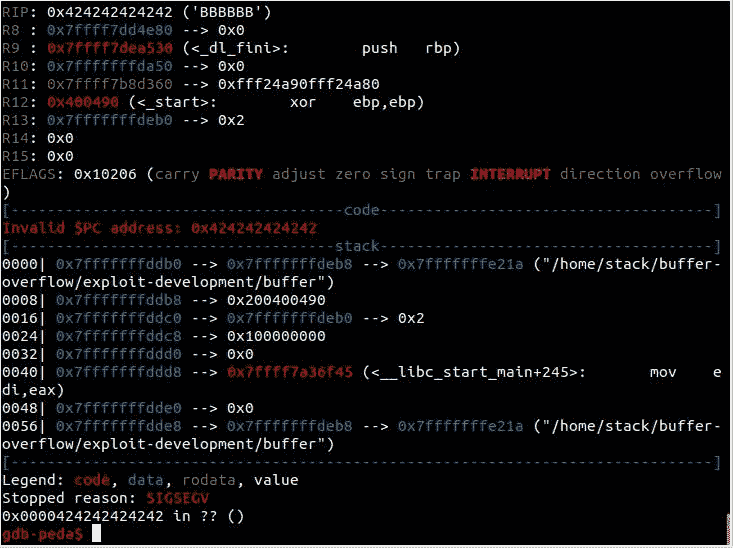 RIP: 0x424242424242 ('BBBBBB')
R8 : 0x7ffff7dd4e80 --> 0x0
R9 : 0x7ffff7dea530 (<_dl_fini>:        push   rbp)
R10: 0x7fffffffda50 --> 0x0
R11: 0x7ffff7b8d360 --> 0xfff24a90fff24a80
R12: 0x400490 (<_start>:        xor    ebp,ebp)
R13: 0x7fffffffdeb0 --> 0x2
R14: 0x0
R15: 0x0
EFLAGS: 0x10206 (carry PARITY adjust zero sign trap INTERRUPT direction overflow
)
[-------------------------------------code-------------------------------------]
Invalid $PC address: 0x424242424242
[------------------------------------stack-------------------------------------]
0000| 0x7fffffffddb0 --> 0x7fffffffdeb8 --> 0x7fffffffe21a ("/home/stack/buffer-
overflow/exploit-development/buffer")
0008| 0x7fffffffddb8 --> 0x200400490
0016| 0x7fffffffddc0 --> 0x7fffffffdeb0 --> 0x2
0024| 0x7fffffffddc8 --> 0x100000000
0032| 0x7fffffffddd0 --> 0x0
0040| 0x7fffffffddd8 --> 0x7ffff7a36f45 (<__libc_start_main+245>:        mov    e
di,eax)
0048| 0x7fffffffdde0 --> 0x0
0056| 0x7fffffffdde8 --> 0x7fffffffdeb8 --> 0x7fffffffe21a ("/home/stack/buffer-
overflow/exploit-development/buffer")
[------------------------------------------------------------------------------]
Legend: code, data, rodata, value
Stopped reason: SIGSEGV
0x0000424242424242 in ?? ()
gdb-peda$